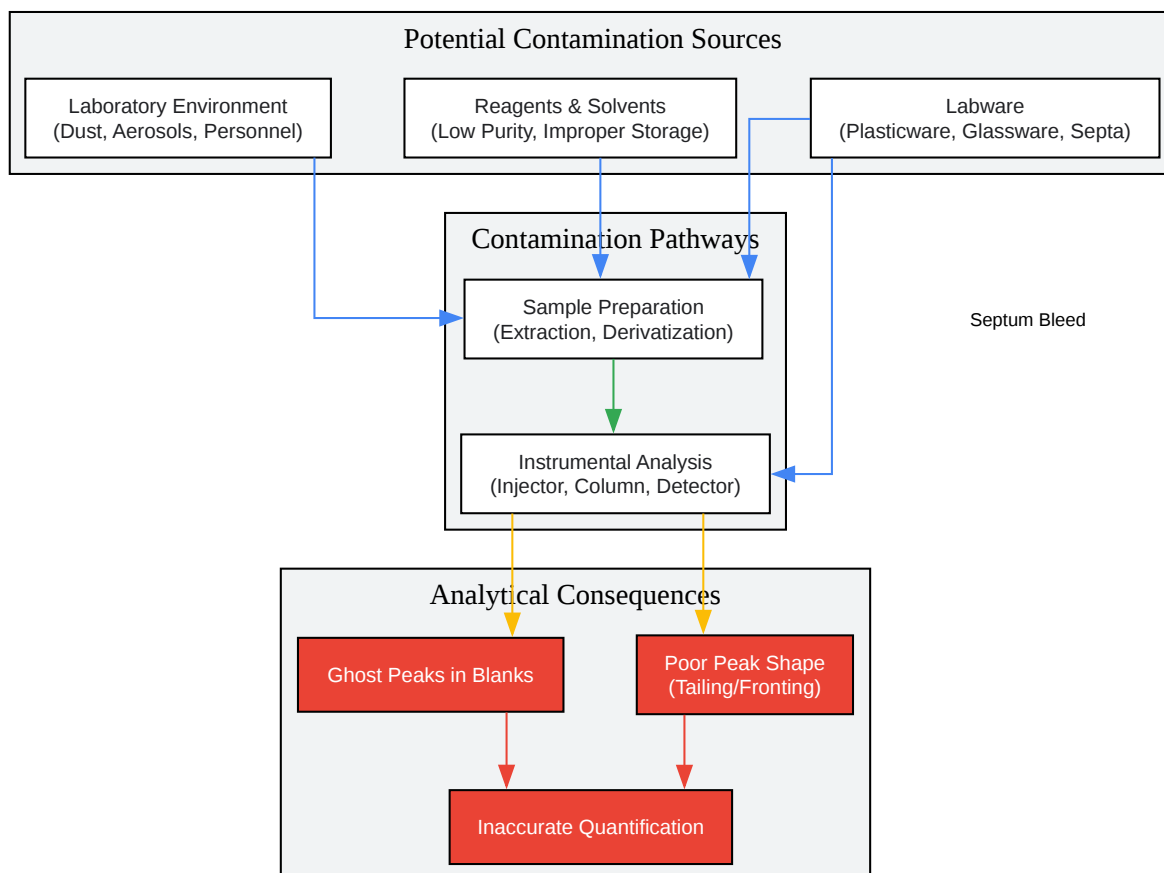 Potential Contamination Sources
Laboratory Environment
(Dust, Aerosols, Personnel)
Reagents & Solvents
(Low Purity, Improper Storage)
Labware
(Plasticware, Glassware, Septa)
Contamination Pathways
Sample Preparation
(Extraction, Derivatization)
Septum Bleed
Instrumental Analysis
(Injector, Column, Detector)
Analytical Consequences
Ghost Peaks in Blanks
Poor Peak Shape
(Tailing/Fronting)
Inaccurate Quantification